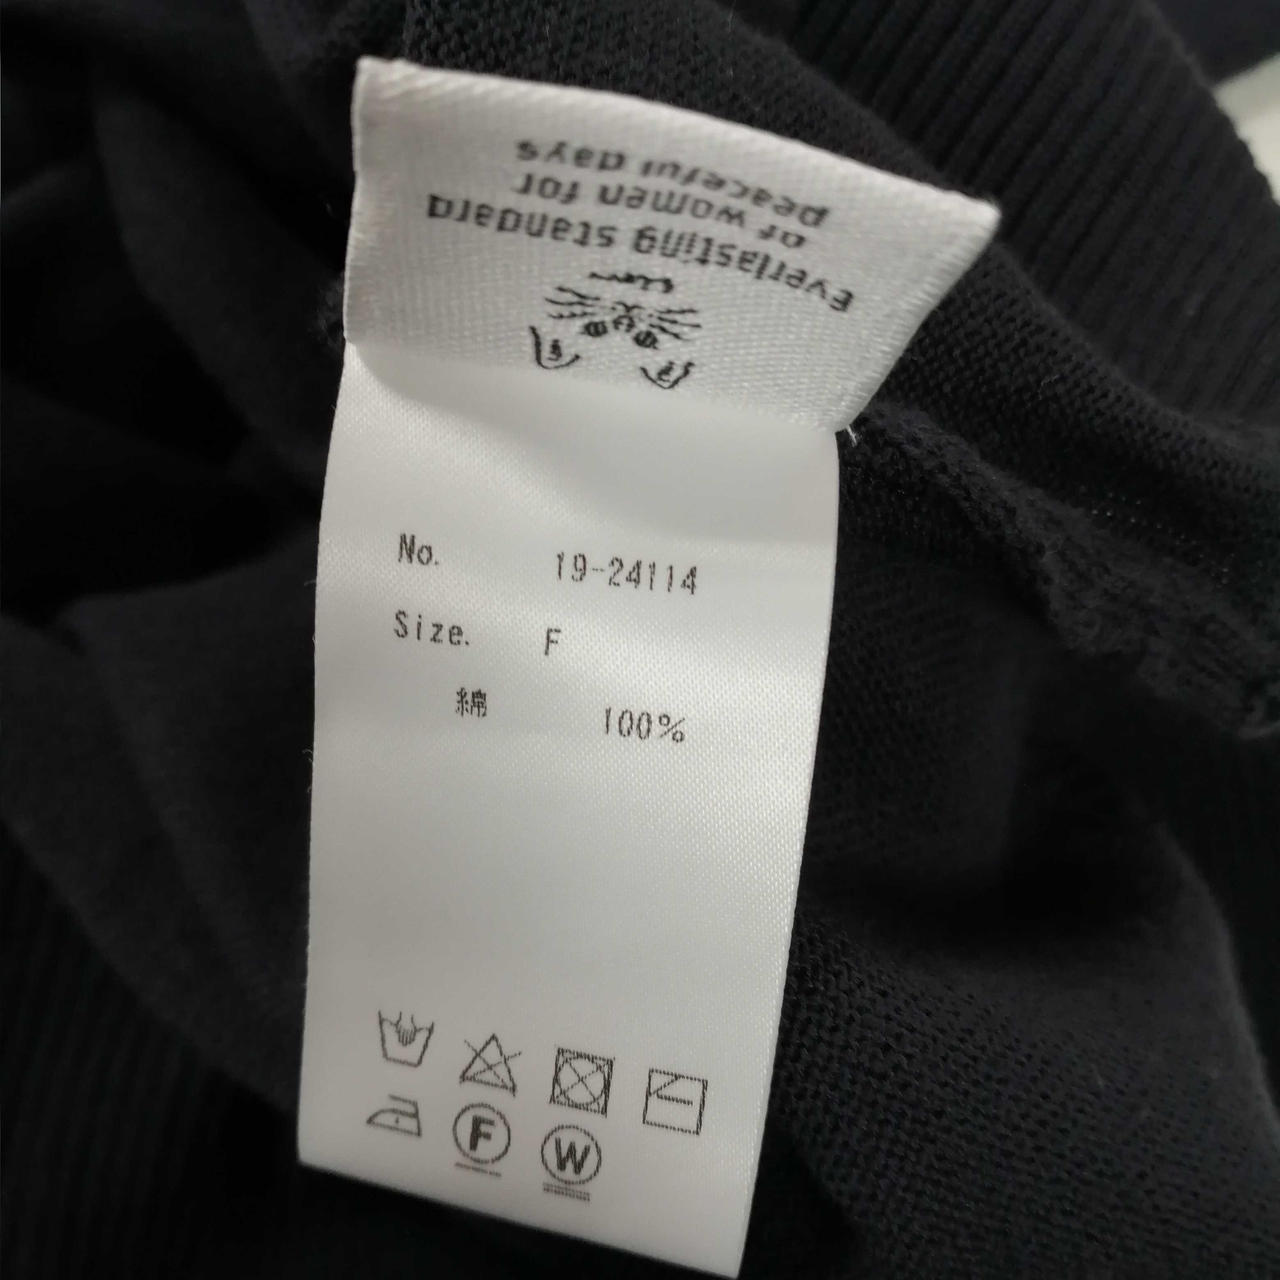 Everlasting standard
of women for
peaceful days
No. 19-24114
Size. F
綿 100%
F
W